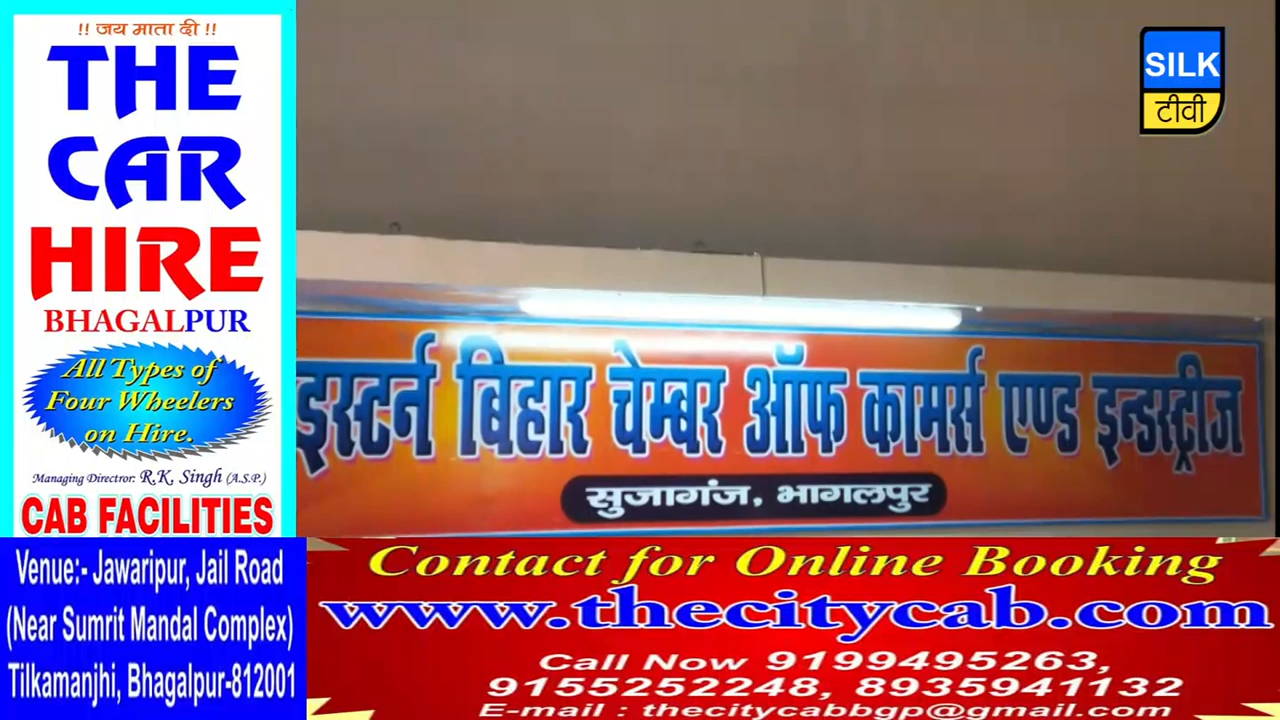 !! जय माता दी !!
THE
CAR
HIRE
BHAGALPUR
All Types of
Four Wheelers
on Hire.
Managing Directror: R.K. Singh (A.S.P.)
CAB FACILITIES
Venue:- Jawaripur, Jail Road
(Near Sumrit Mandal Complex)
Tilkamanjhi, Bhagalpur-812001
SILK
टीवी
इस्टर्न बिहार चेम्बर ऑफ कामर्स एण्ड इन्डस्ट्रीज
सुजागंज, भागलपुर
Contact for Online Booking
www.thecitycab.com
Call Now 9199495263,
9155252248, 8935941132
E-mail : thecitycabbgp@gmail.com